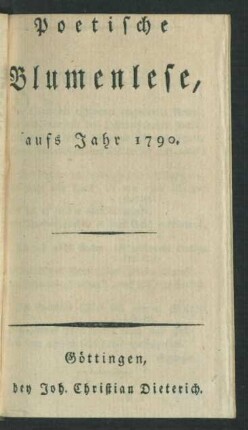 Poetische
Blumenlese,
aufs Jahr 1790.
Göttingen,
bey Joh. Christian Dieterich.